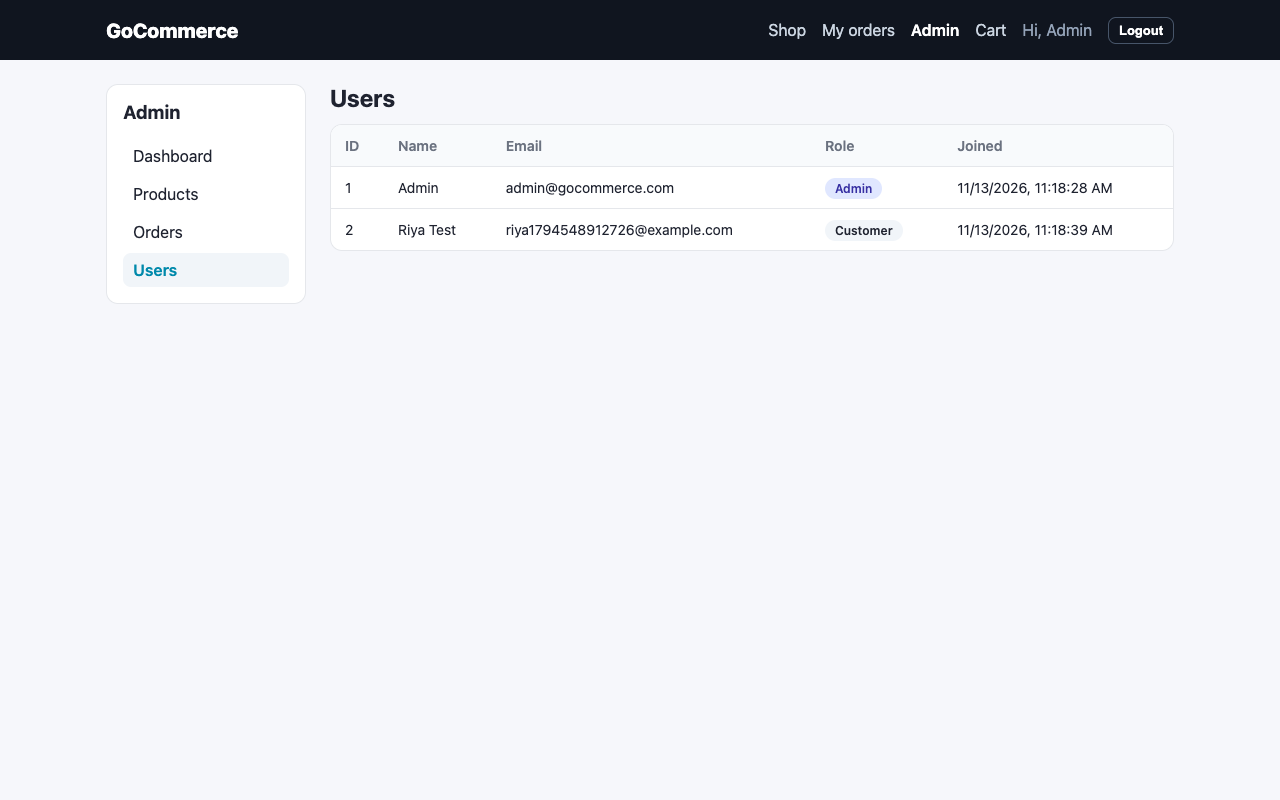 GoCommerce Shop My orders Admin Cart Hi, Admin Logout
Admin
Dashboard
Products
Orders
Users
Users
ID Name Email Role Joined
1 Admin admin@gocommerce.com Admin 11/13/2026, 11:18:28 AM
2 Riya Test riya1794548912726@example.com Customer 11/13/2026, 11:18:39 AM